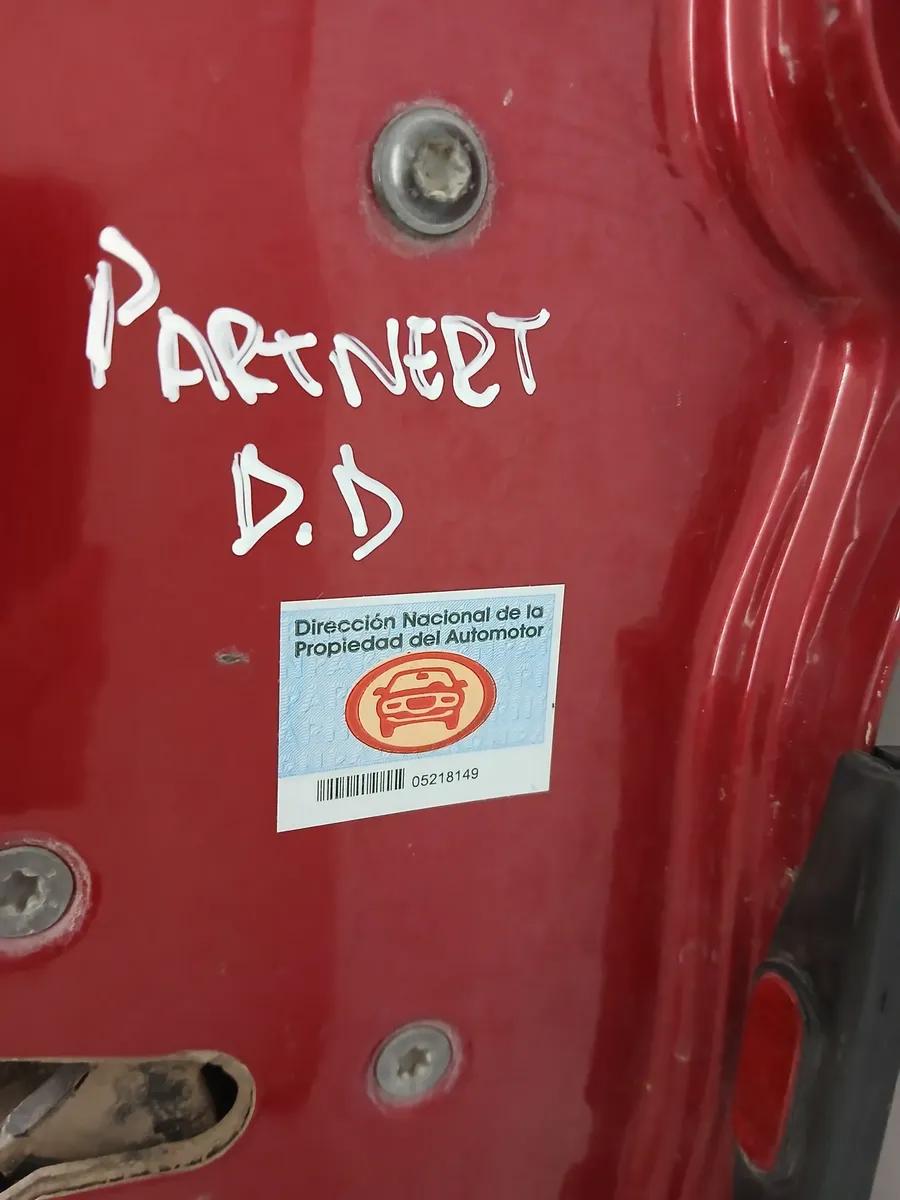 PARTNERT
D.D
Dirección Nacional de la
Propiedad del Automotor
05218149